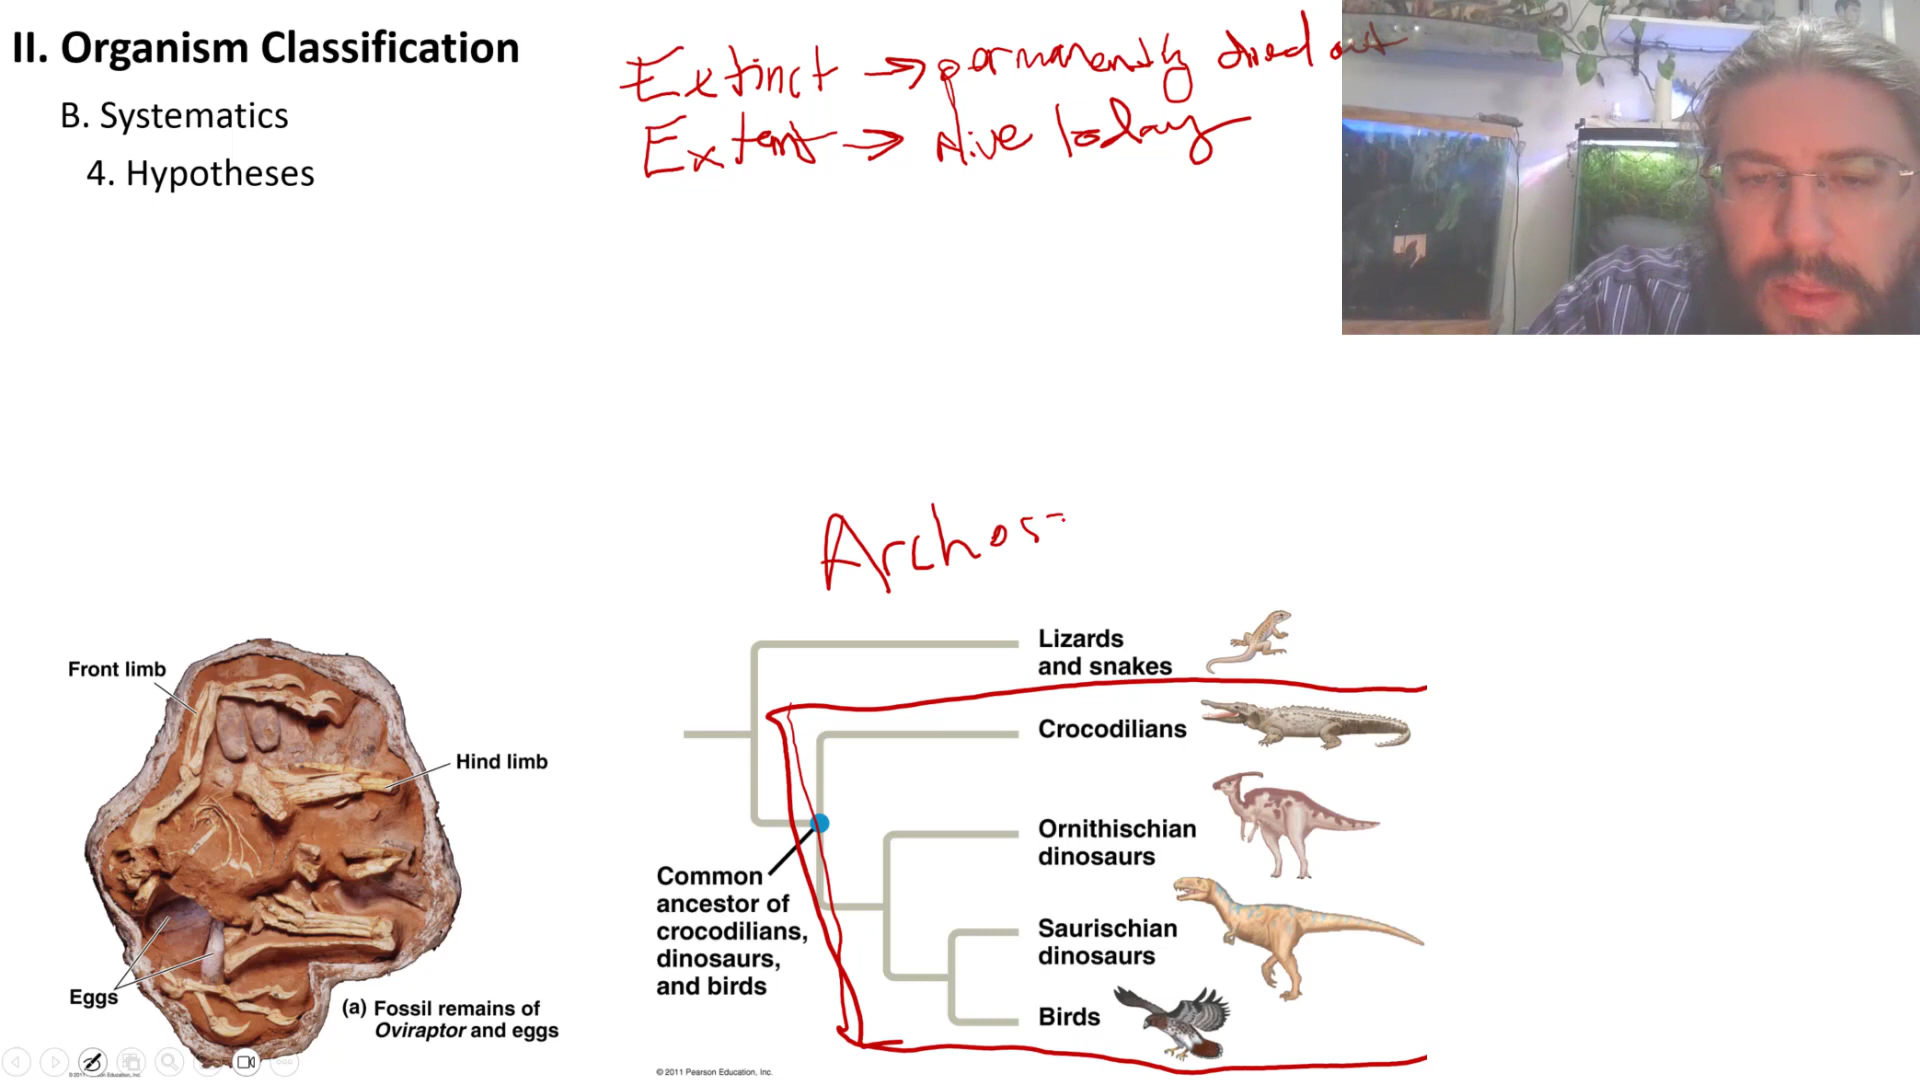 II. Organism Classification
B. Systematics
4. Hypotheses
Extinct → permanently died out
Extant → Alive today
Archos
Front limb
Hind limb
Eggs
(a) Fossil remains of
Oviraptor and eggs
Lizards
and snakes
Crocodilians
Ornithischian
dinosaurs
Saurischian
dinosaurs
Birds
Common
ancestor of
crocodilians,
dinosaurs,
and birds
© 2011 Pearson Education, Inc.